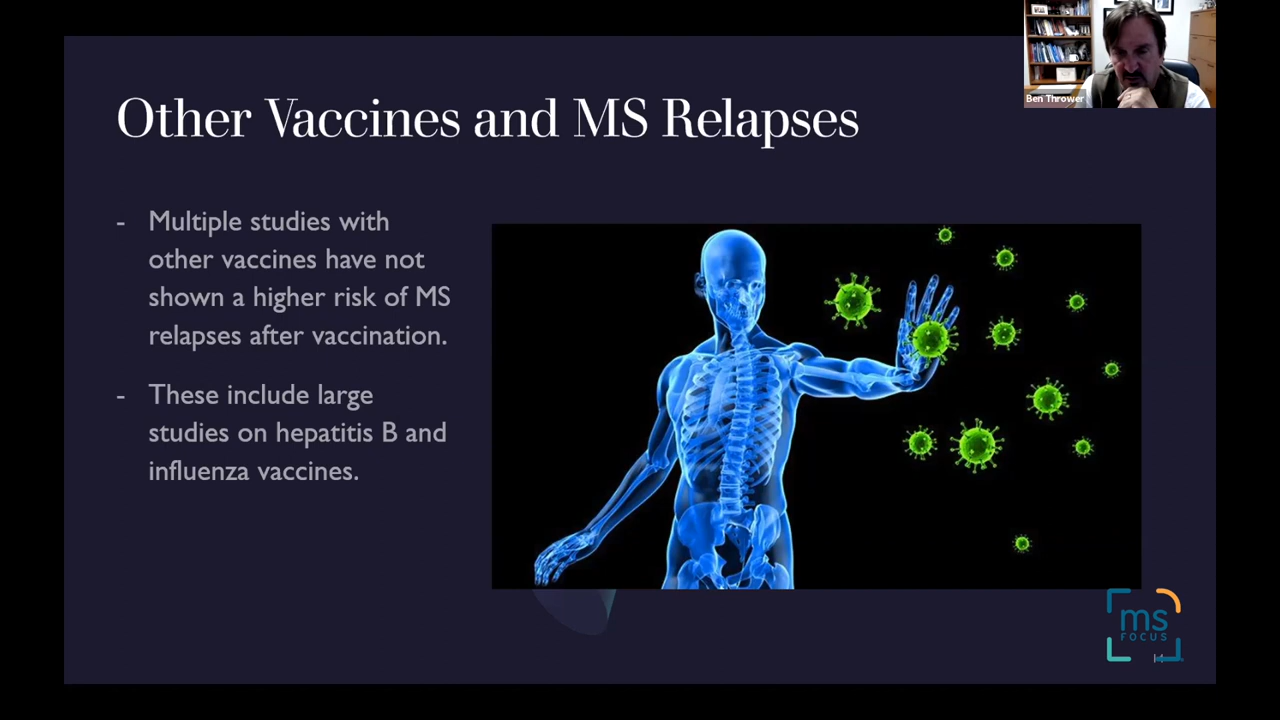 Ben Thrower
Other Vaccines and MS Relapses
- Multiple studies with
other vaccines have not
shown a higher risk of MS
relapses after vaccination.
- These include large
studies on hepatitis B and
influenza vaccines.
ms
FOCUS